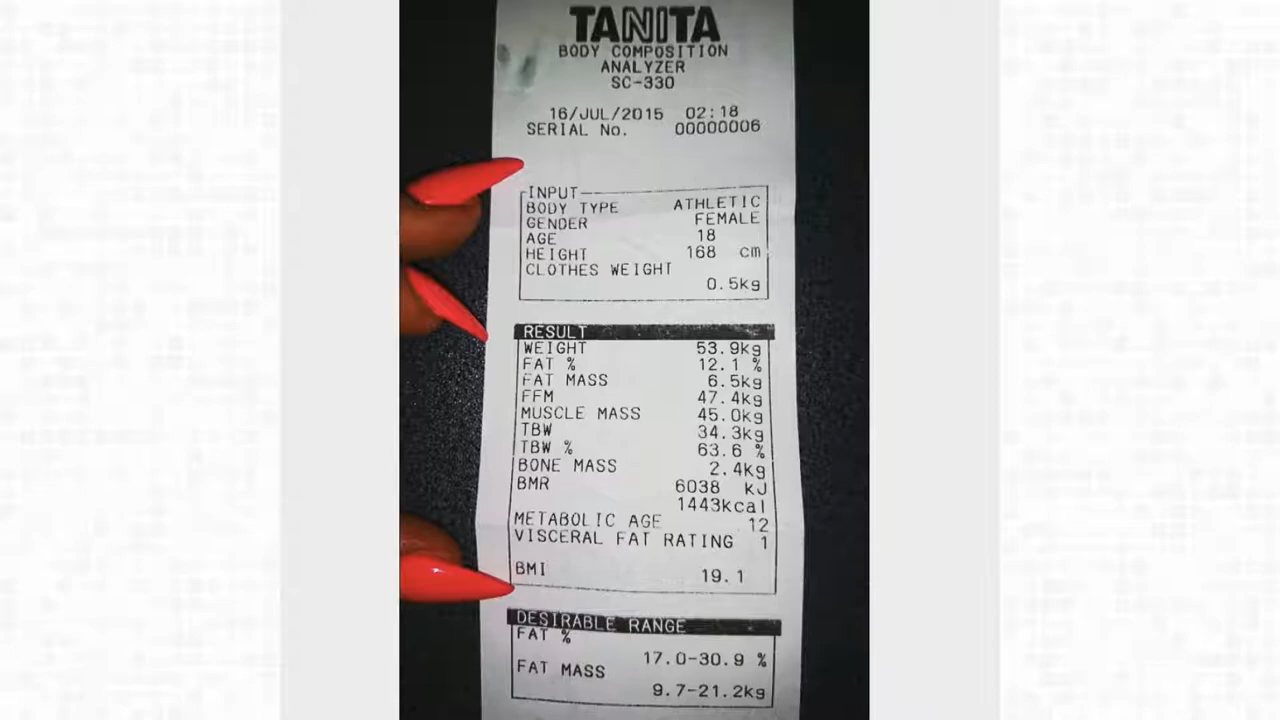 TANITA
BODY COMPOSITION
ANALYZER
SC-330
16/JUL/2015 02:18
SERIAL No. 00000006
INPUT
BODY TYPE ATHLETIC
GENDER FEMALE
AGE 18
HEIGHT 168 cm
CLOTHES WEIGHT
0.5kg
RESULT
WEIGHT 53.9kg
FAT % 12.1 %
FAT MASS 6.5kg
FFM 47.4kg
MUSCLE MASS 45.0kg
TBW 34.3kg
TBW % 63.6 %
BONE MASS 2.4kg
BMR 6038 kJ
1443kcal
METABOLIC AGE 12
VISCERAL FAT RATING 1
BMI 19.1
DESIRABLE RANGE
FAT %
17.0-30.9 %
FAT MASS
9.7-21.2kg